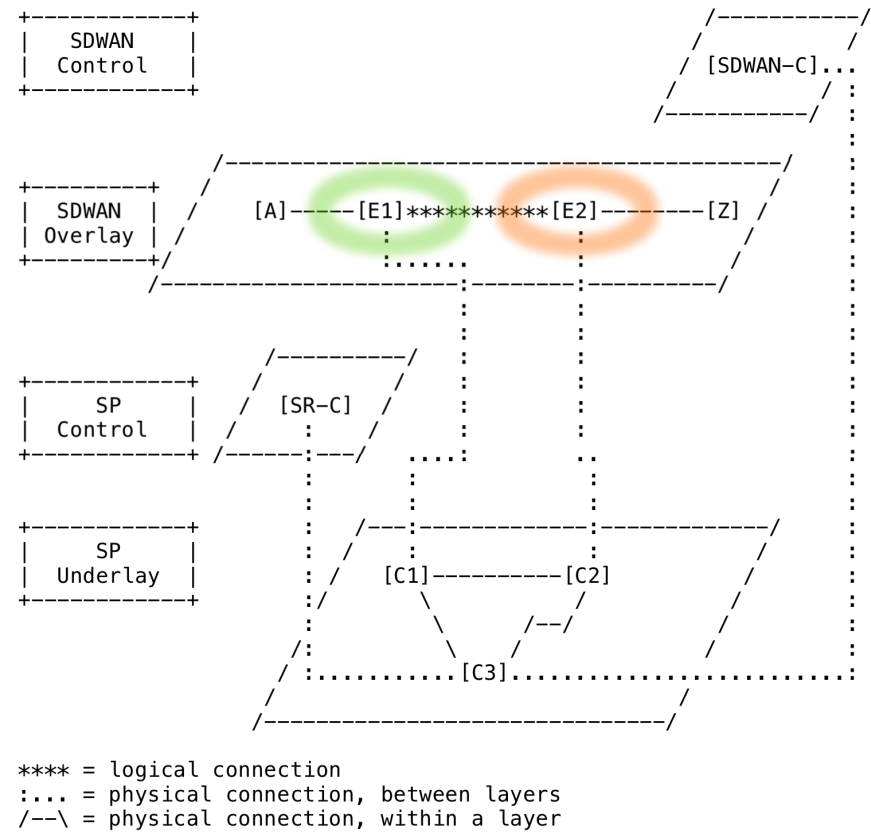 SDWAN
Control
[SDWAN-C]...
SDWAN
Overlay
[A]-----[E1]***********[E2]--------[Z]
SP
Control
[SR-C]
SP
Underlay
[C1]----------[C2]
[C3]
**** = logical connection
:... = physical connection, between layers
/--\ = physical connection, within a layer